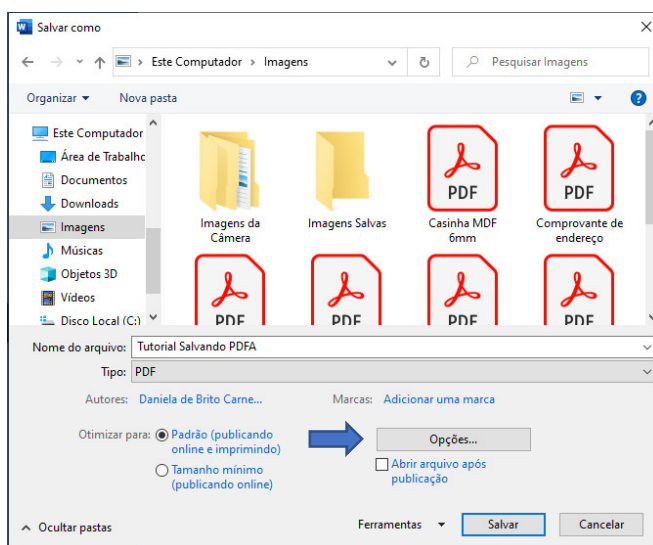 Salvar como
Este Computador > Imagens
Pesquisar Imagens
Organizar
Nova pasta
Este Computador
Área de Trabalho
Documentos
Downloads
Imagens
Músicas
Objetos 3D
Vídeos
Disco Local (C:)
PDF
PDF
Imagens da
Câmera
Imagens Salvas
Casinha MDF
6mm
Comprovante de
endereço
PDF
PDF
PDF
PDF
Nome do arquivo: Tutorial Salvando PDFA
Tipo: PDF
Autores: Daniela de Brito Carne...
Marcas: Adicionar uma marca
Otimizar para: Padrão (publicando
online e imprimindo)
Tamanho mínimo
(publicando online)
Opções...
Abrir arquivo após
publicação
Ocultar pastas
Ferramentas
Salvar
Cancelar